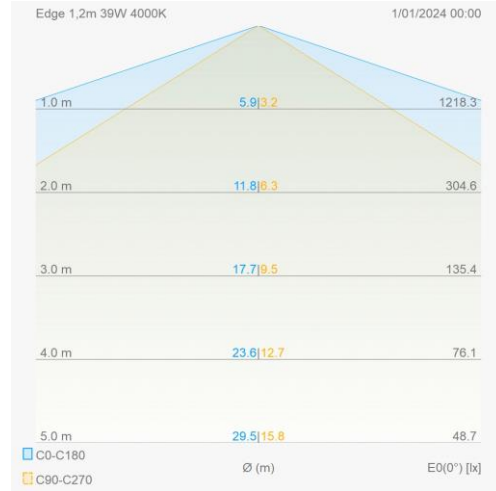 Edge 1,2m 39W 4000K 1/01/2024 00:00
1.0 m 5.9|3.2 1218.3
2.0 m 11.8|6.3 304.6
3.0 m 17.7|9.5 135.4
4.0 m 23.6|12.7 76.1
5.0 m 29.5|15.8 48.7
C0-C180
Ø (m) E0(0°) [lx]
C90-C270